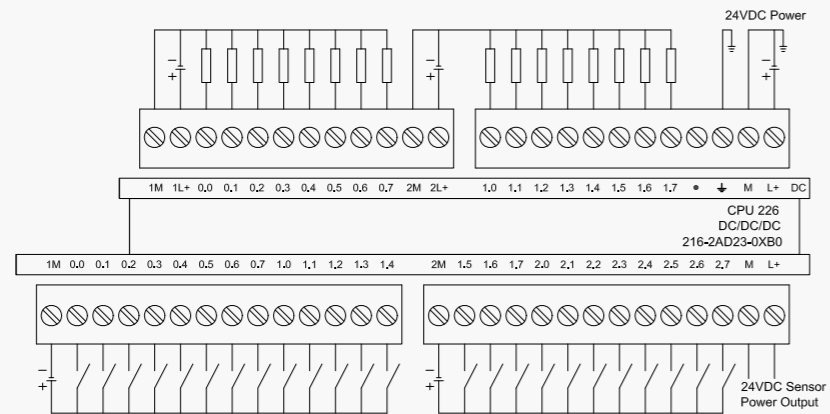 24VDC Power
− + − + − +
1M 1L+ 0.0 0.1 0.2 0.3 0.4 0.5 0.6 0.7 2M 2L+ 1.0 1.1 1.2 1.3 1.4 1.5 1.6 1.7 M L+ DC
CPU 226
DC/DC/DC
216-2AD23-0XB0
1M 0.0 0.1 0.2 0.3 0.4 0.5 0.6 0.7 1.0 1.1 1.2 1.3 1.4 2M 1.5 1.6 1.7 2.0 2.1 2.2 2.3 2.4 2.5 2.6 2.7 M L+
− + − +
24VDC Sensor
Power Output